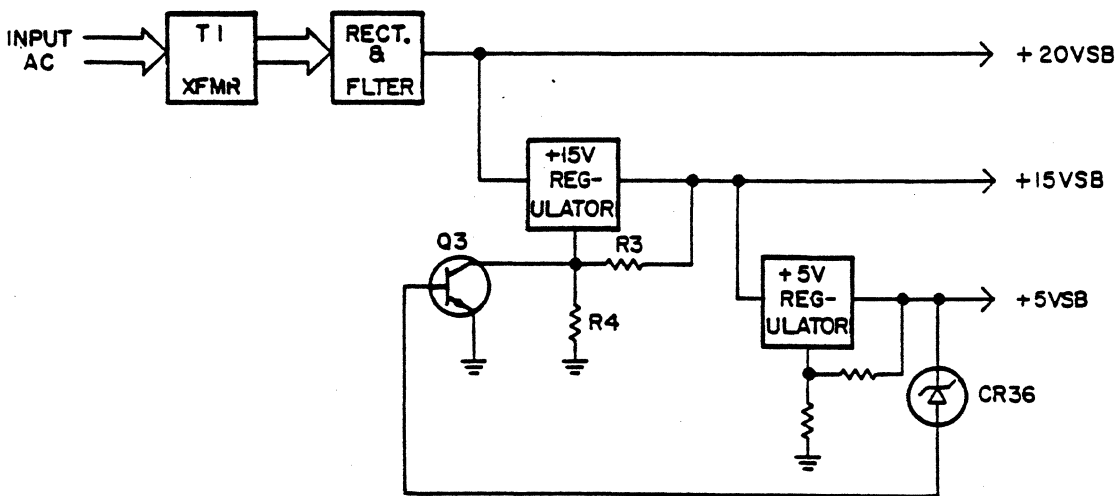 INPUT
AC
T1
XFMR
RECT.
&
FLTER
+20VSB
+15V
REG-
ULATOR
+15VSB
Q3
R3
R4
+5V
REG-
ULATOR
+5VSB
CR36